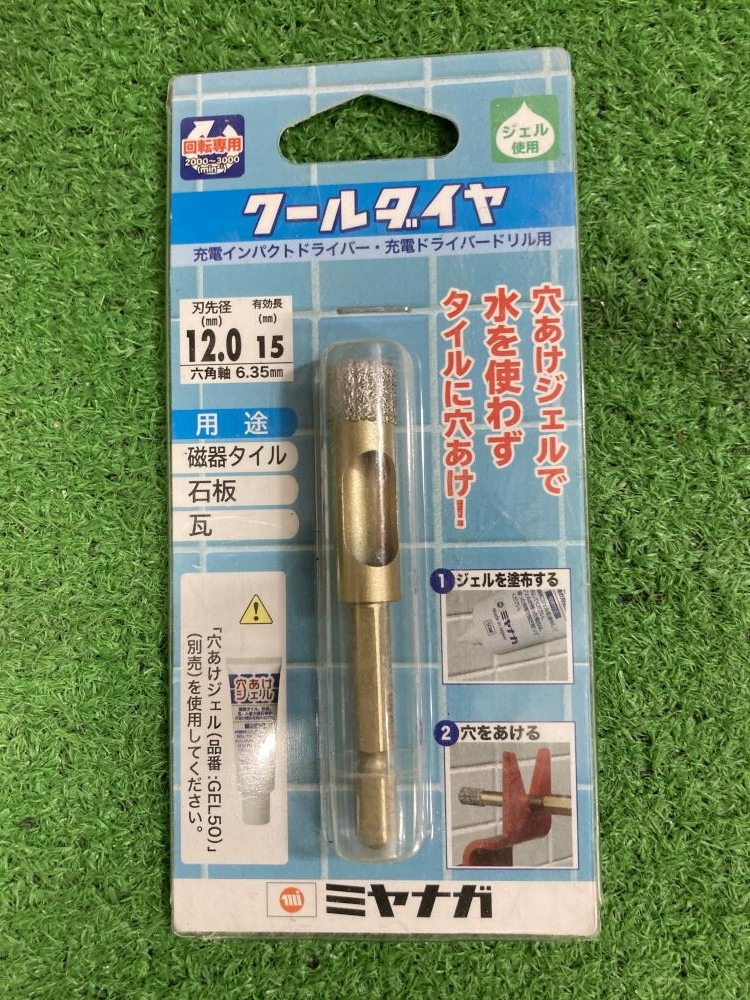 回転専用
2000〜3000
(min⁻¹)
ジェル
使用
クールダイヤ
充電インパクトドライバー・充電ドライバードリル用
刃先径
(mm)
有効長
(mm)
12.0
15
六角軸 6.35mm
穴あけジェルで
水を使わず
タイルに穴あけ!
用途
磁器タイル
石板
瓦
「穴あけジェル(品番:GEL50)」
(別売)を使用してください。
穴あけ
ジェル
1 ジェルを塗布する
ミヤナガ
2 穴をあける
mi ミヤナガ